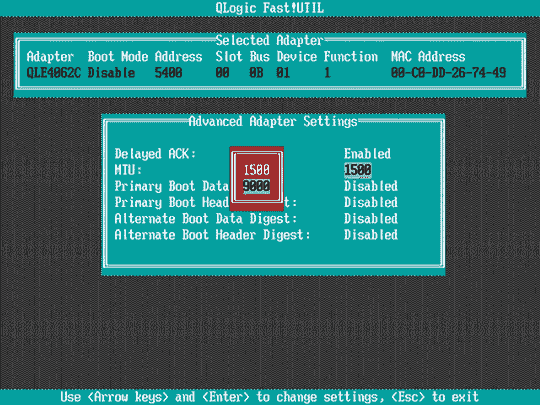 QLogic Fast!UTIL
Selected Adapter
Adapter Boot Mode Address Slot Bus Device Function MAC Address
QLE4062C Disable 5400 00 0B 01 1 00-C0-DD-26-74-49
Advanced Adapter Settings
Delayed ACK: Enabled
MTU: 1500 1500
Primary Boot Data 9000 Disabled
Primary Boot Head t: Disabled
Alternate Boot Data Digest: Disabled
Alternate Boot Header Digest: Disabled
Use <Arrow keys> and <Enter> to change settings, <Esc> to exit